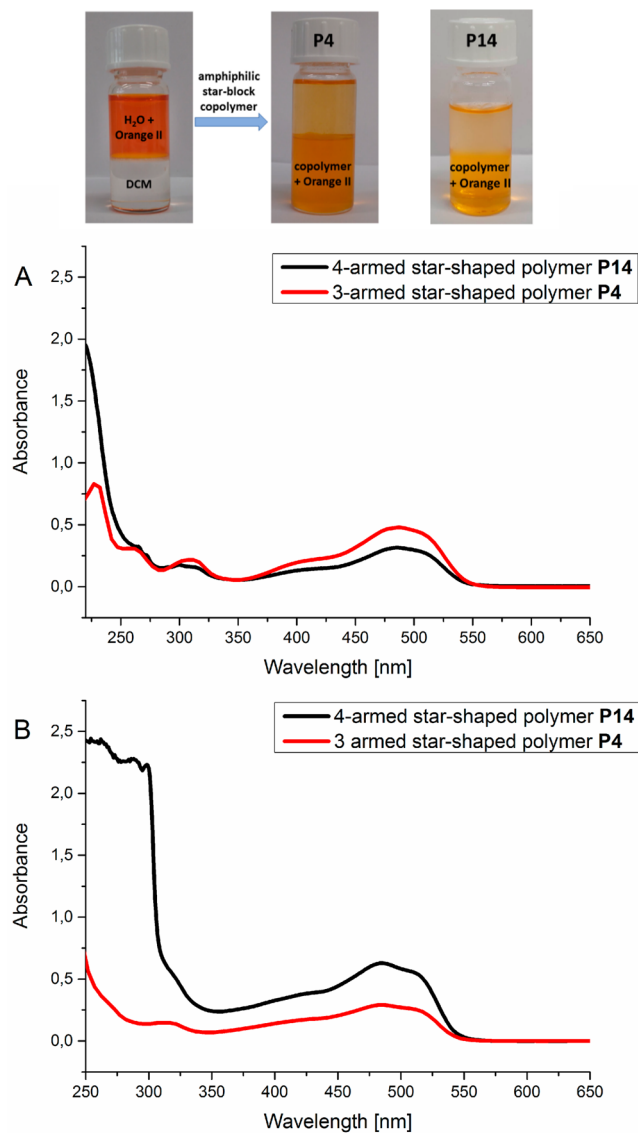 P4
P14
amphiphilic
star-block
copolymer
H₂O +
Orange II
DCM
copolymer
+ Orange II
copolymer
+ Orange II
A
4-armed star-shaped polymer P14
3-armed star-shaped polymer P4
2,5
2,0
1,5
1,0
0,5
0,0
Absorbance
250 300 350 400 450 500 550 600 650
Wavelength [nm]
B
4-armed star-shaped polymer P14
3 armed star-shaped polymer P4
2,5
2,0
1,5
1,0
0,5
0,0
Absorbance
250 300 350 400 450 500 550 600 650
Wavelength [nm]